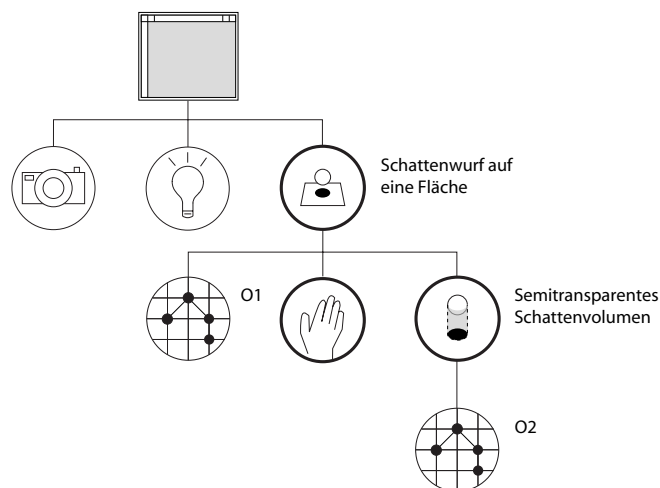 Schattenwurf auf
eine Fläche
O1
Semitransparentes
Schattenvolumen
O2